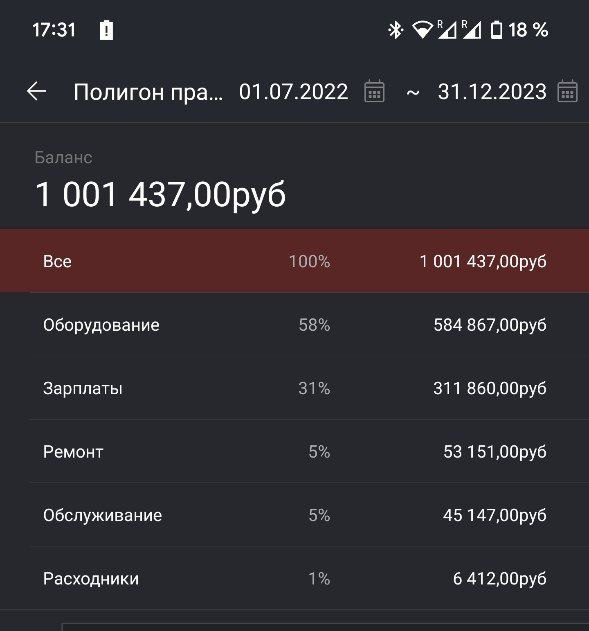 17:31 R R 18 %
Полигон пра... 01.07.2022 ~ 31.12.2023
Баланс
1 001 437,00руб
Все 100% 1 001 437,00руб
Оборудование 58% 584 867,00руб
Зарплаты 31% 311 860,00руб
Ремонт 5% 53 151,00руб
Обслуживание 5% 45 147,00руб
Расходники 1% 6 412,00руб